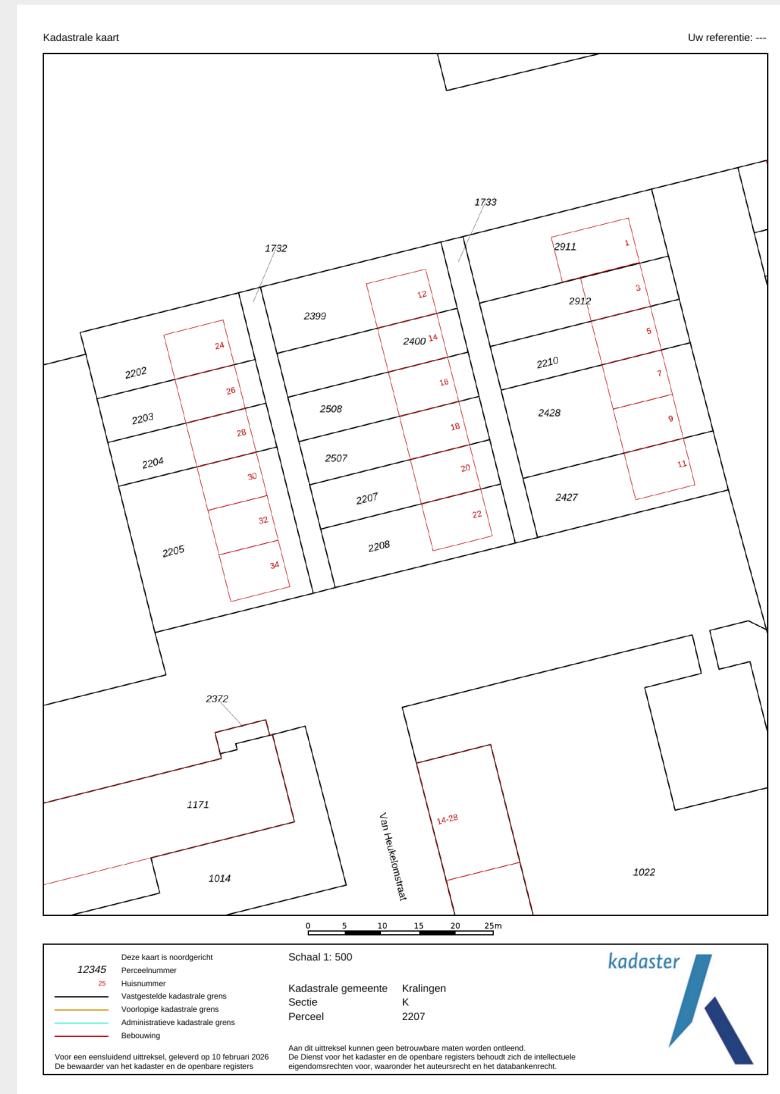 Kadastrale kaart
Uw referentie: ---
1733
1732
2911
1
2399
12
3
2912
24
2400
14
5
2202
2210
7
16
26
2508
2428
9
2203
18
28
2204
2507
20
11
30
2207
2427
22
32
2208
2205
34
2372
1171
14-28
Van Heukelomstraat
1014
1022
0 5 10 15 20 25m
Deze kaart is noordgericht
12345 Perceelnummer
25 Huisnummer
Vastgestelde kadastrale grens
Voorlopige kadastrale grens
Administratieve kadastrale grens
Bebouwing
Voor een eensluidend uittreksel, geleverd op 10 februari 2026
De bewaarder van het kadaster en de openbare registers
Schaal 1: 500
Kadastrale gemeente Kralingen
Sectie K
Perceel 2207
Aan dit uittreksel kunnen geen betrouwbare maten worden ontleend.
De Dienst voor het kadaster en de openbare registers behoudt zich de intellectuele
eigendomsrechten voor, waaronder het auteursrecht en het databankenrecht.
kadaster